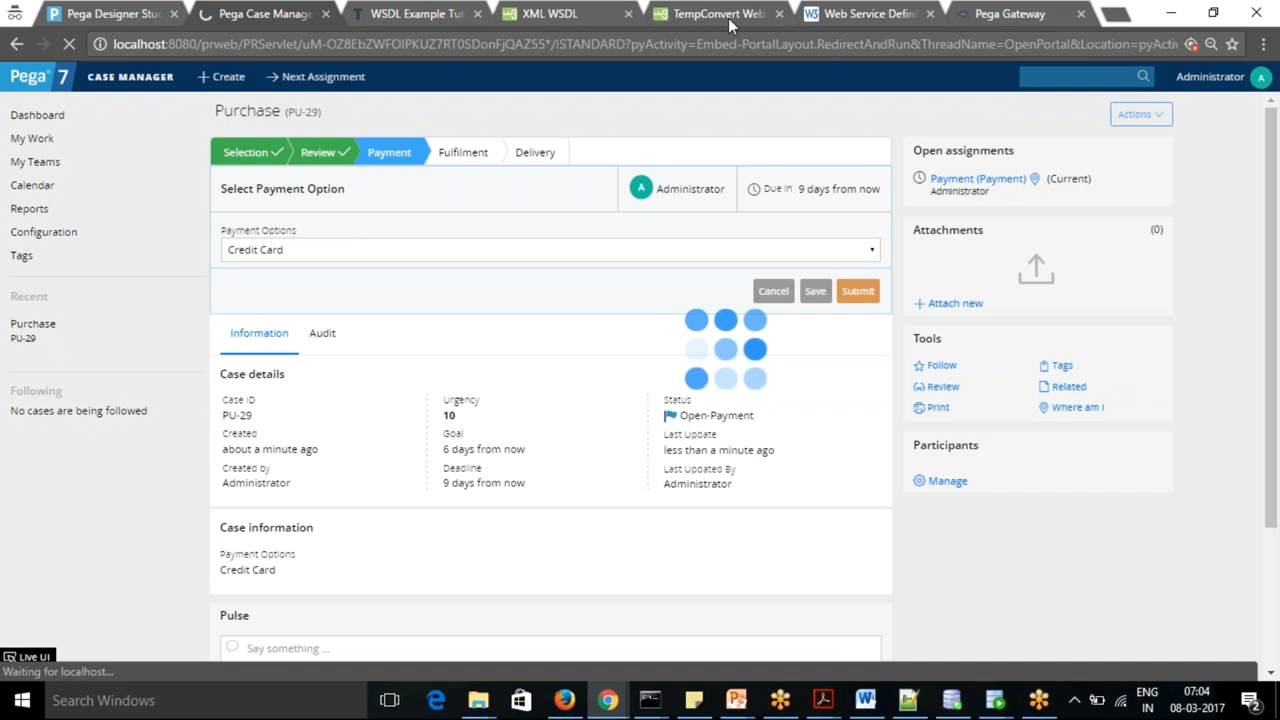 Pega Designer Stu
Pega Case Manage
WSDL Example Tut
XML WSDL
TempConvert Web
Web Service Defin
Pega Gateway
localhost:8080/prweb/PRServlet/uM-OZ8EbZWFOIPKUZ7RT0SDonFjQAZS5*/!STANDARD?pyActivity=Embed-PortalLayout.RedirectAndRun&ThreadName=OpenPortal&Location=pyActiv
Pega 7 CASE MANAGER Create Next Assignment Administrator A
Dashboard
My Work
My Teams
Calendar
Reports
Configuration
Tags
Recent
Purchase
PU-29
Following
No cases are being followed
Purchase (PU-29)
Actions
Selection Review Payment Fulfilment Delivery
Select Payment Option
A Administrator
Due in 9 days from now
Payment Options
Credit Card
Cancel Save Submit
Information Audit
Case details
Case ID
PU-29
Created
about a minute ago
Created by
Administrator
Urgency
10
Goal
6 days from now
Deadline
9 days from now
Status
Open-Payment
Last Update
less than a minute ago
Last Updated By
Administrator
Case information
Payment Options
Credit Card
Pulse
Say something ...
Open assignments
Payment (Payment) (Current)
Administrator
Attachments (0)
Attach new
Tools
Follow Tags
Review Related
Print Where am I
Participants
Manage
Live UI
Waiting for localhost...
Search Windows
ENG
IN
07:04
08-03-2017
2